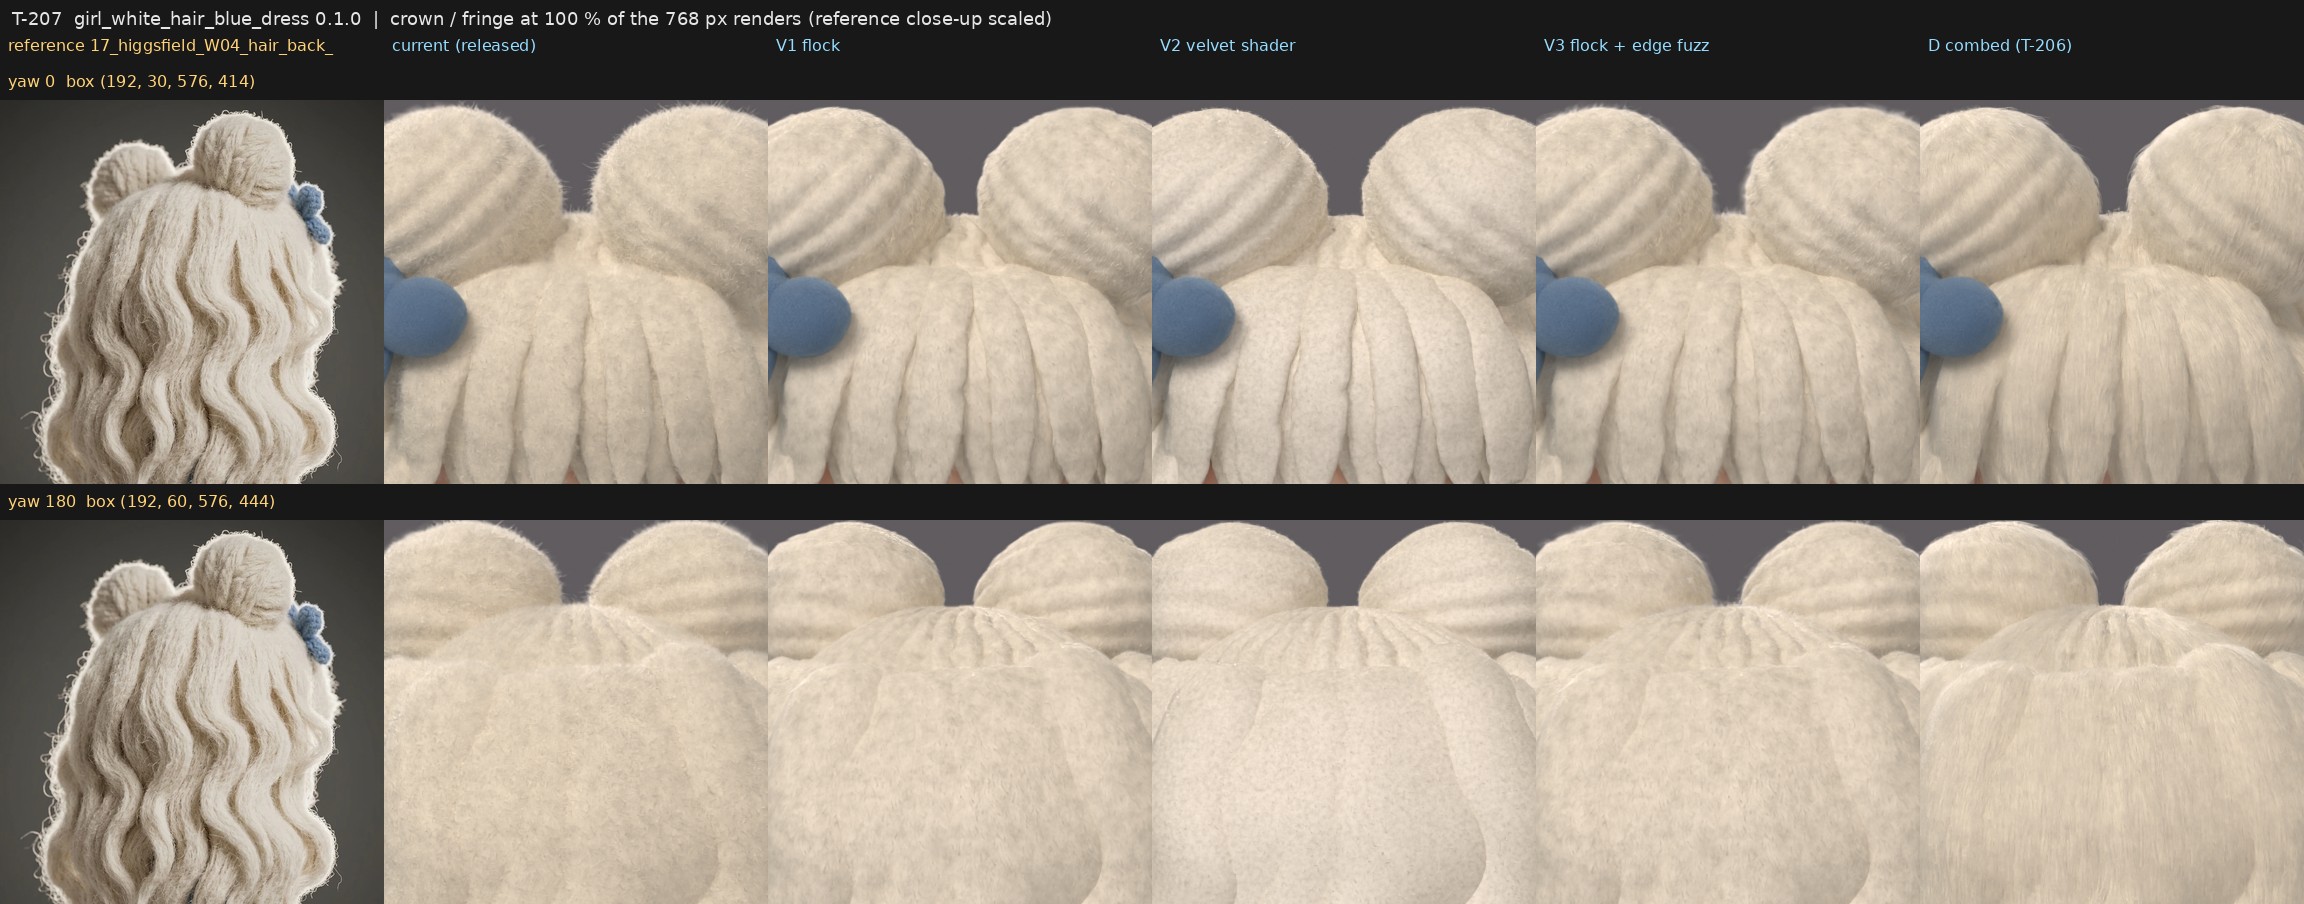 T-207 girl_white_hair_blue_dress 0.1.0 | crown / fringe at 100 % of the 768 px renders (reference close-up scaled)
reference 17_higgsfield_W04_hair_back_ current (released) V1 flock V2 velvet shader V3 flock + edge fuzz D combed (T-206)
yaw 0 box (192, 30, 576, 414)
yaw 180 box (192, 60, 576, 444)